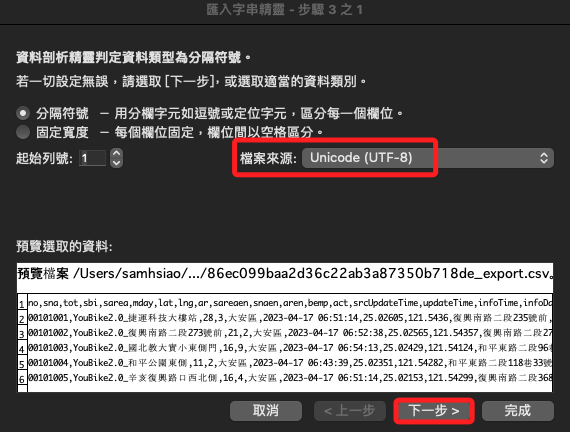 匯入字串精靈 - 步驟 3 之 1
資料剖析精靈判定資料類型為分隔符號。
若一切設定無誤，請選取 [下一步]，或選取適當的資料類別。
分隔符號 － 用分欄字元如逗號或定位字元，區分每一個欄位。
固定寬度 － 每個欄位固定，欄位間以空格區分。
起始列號: 1 檔案來源: Unicode (UTF-8)
預覽選取的資料:
預覽檔案 /Users/samhsiao/.../86ec099baa2d36c22ab3a87350b718de_export.csv。
1 no,sna,tot,sbi,sarea,mday,lat,lng,ar,sareaen,snaen,aren,bemp,act,srcUpdateTime,updateTime,infoTime,infoDa
2 00101001,YouBike2.0_捷運科技大樓站,28,3,大安區,2023-04-17 06:51:14,25.02605,121.5436,復興南路二段235號前,
3 00101002,YouBike2.0_復興南路二段273號前,21,2,大安區,2023-04-17 06:52:38,25.02565,121.54357,復興南路二段27
4 00101003,YouBike2.0_國北教大實小東側門,16,9,大安區,2023-04-17 06:54:13,25.02429,121.54124,和平東路二段96巷
5 00101004,YouBike2.0_和平公園東側,11,2,大安區,2023-04-17 06:43:39,25.02351,121.54282,和平東路二段118巷33號
6 00101005,YouBike2.0_辛亥復興路口西北側,16,4,大安區,2023-04-17 06:51:14,25.02153,121.54299,復興南路二段368
取消 < 上一步 下一步 > 完成